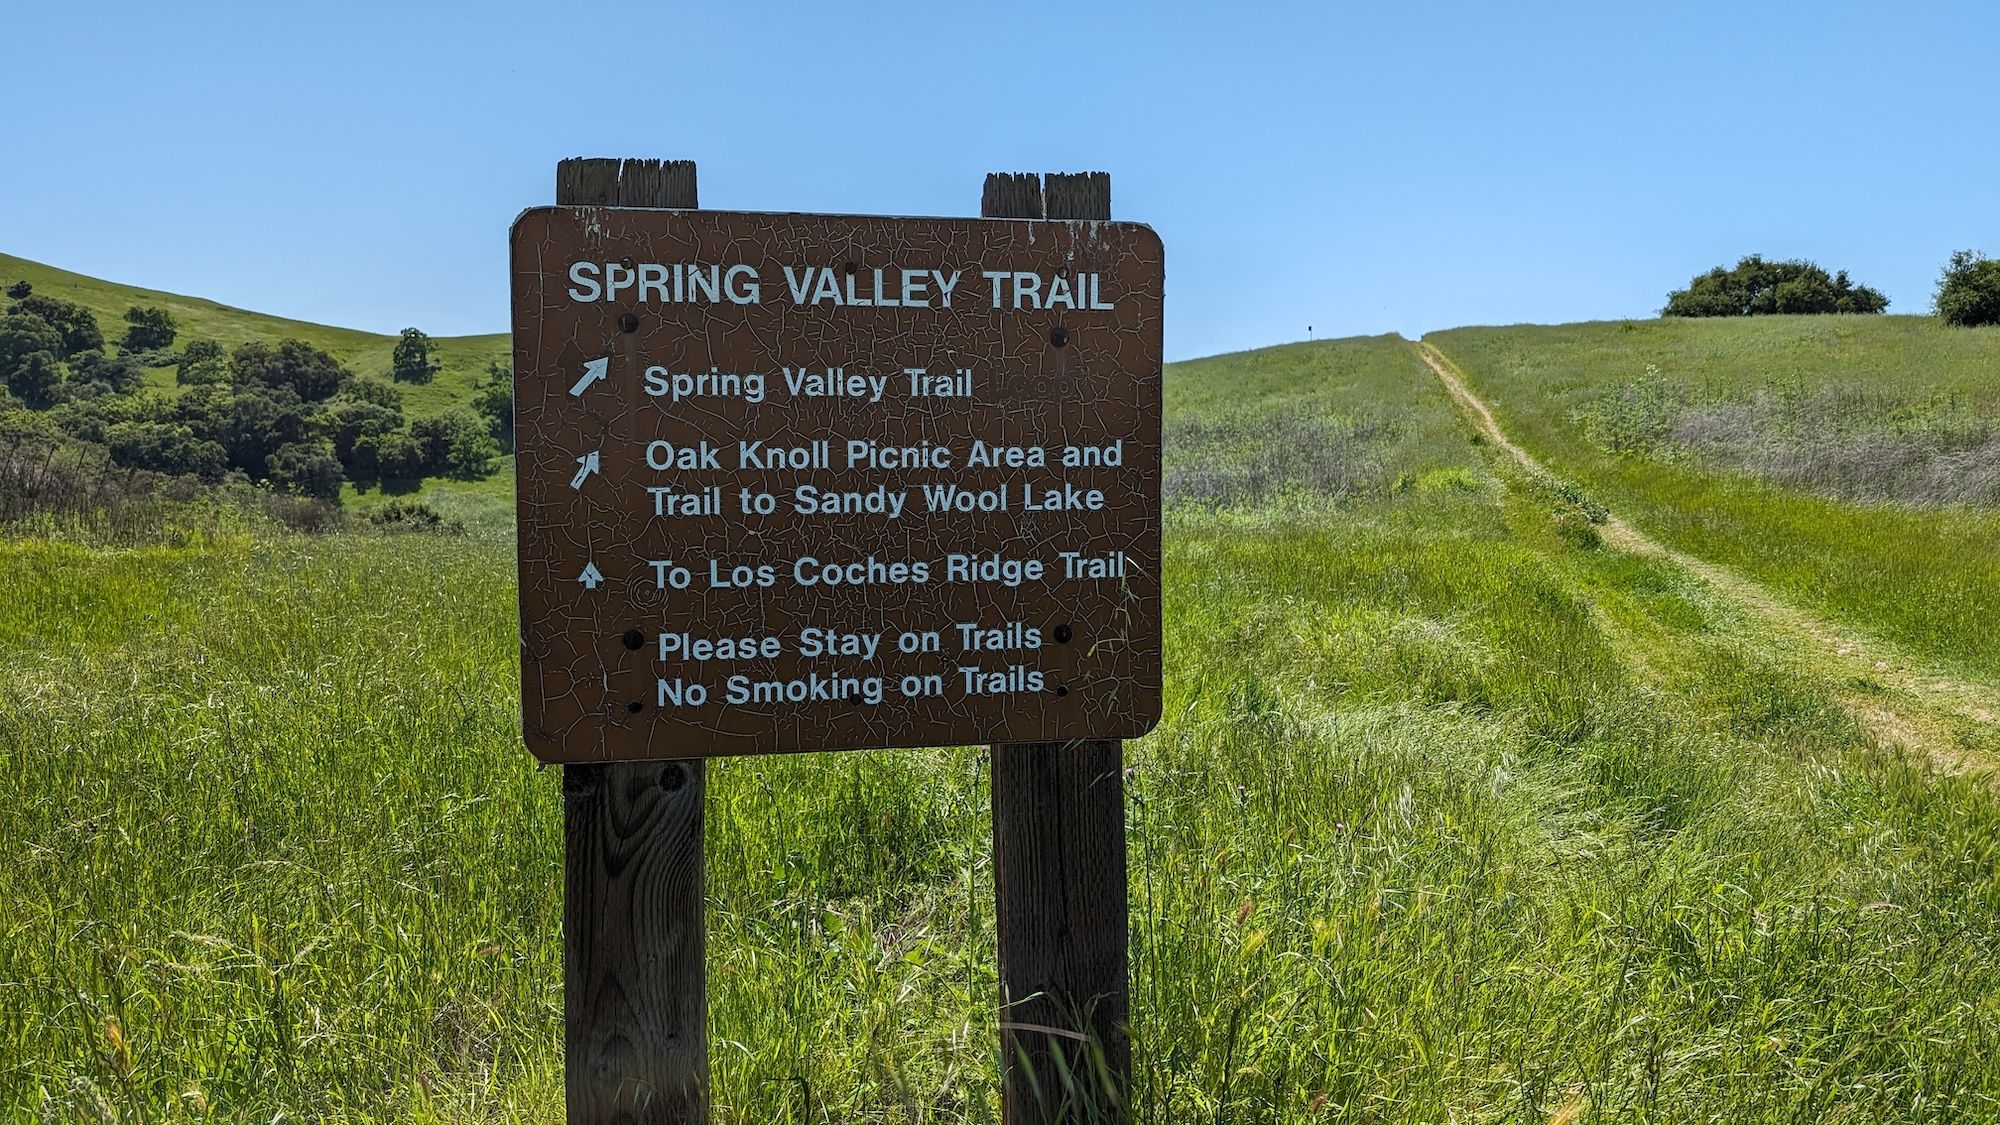 SPRING VALLEY TRAIL
Spring Valley Trail
Oak Knoll Picnic Area and
Trail to Sandy Wool Lake
To Los Coches Ridge Trail
Please Stay on Trails
No Smoking on Trails